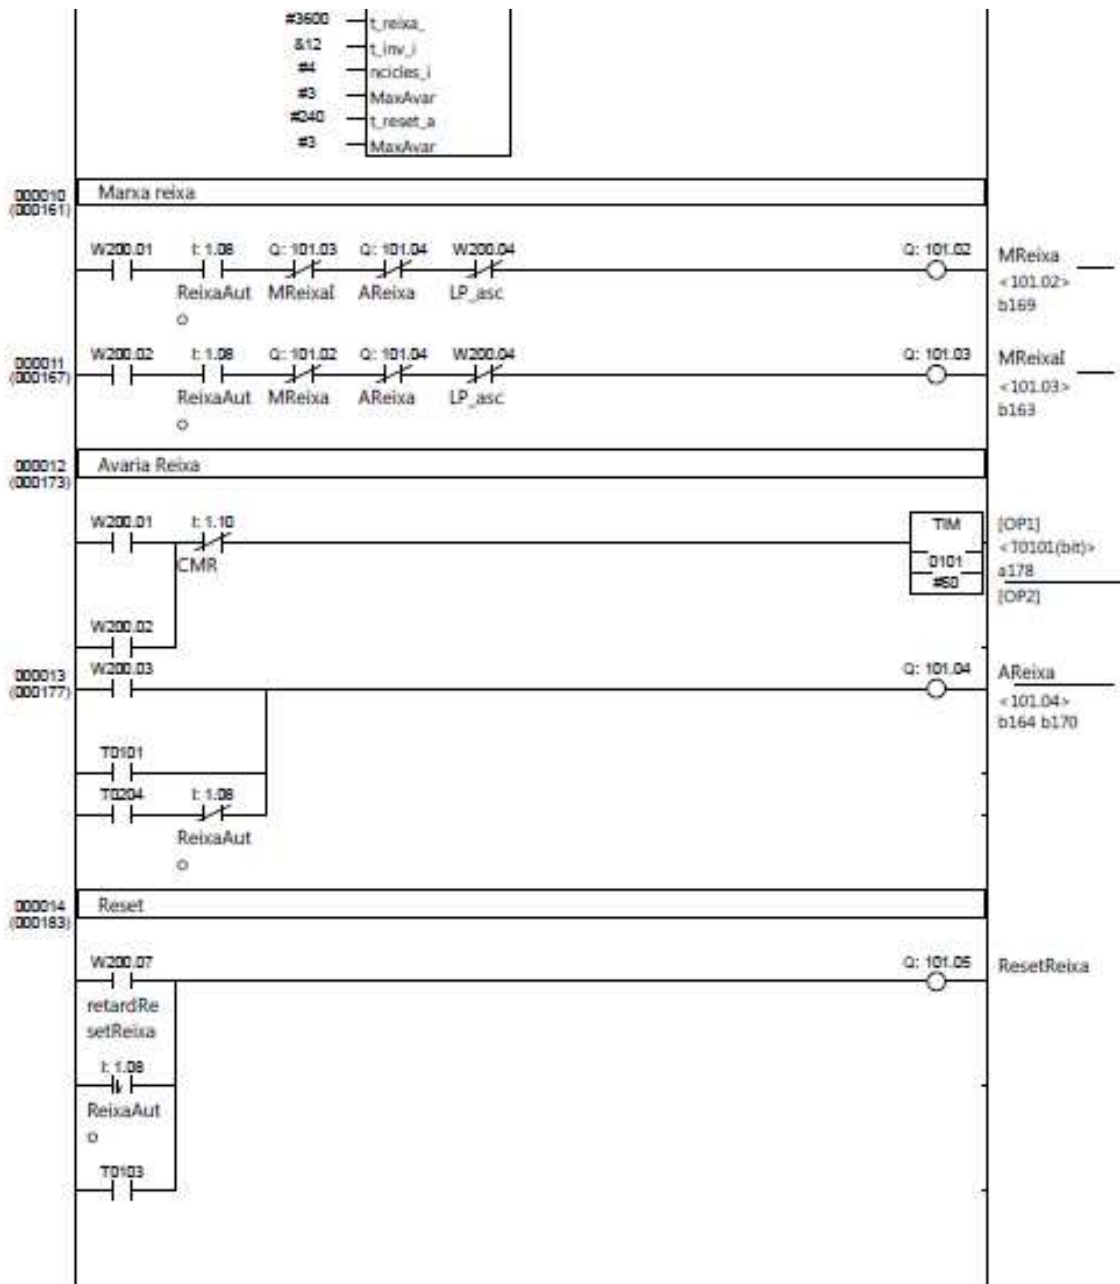 #3600 t_reixa_
&12 t_inv_i
#4 ncicles_i
#3 MaxAvar
#240 t_reset_a
#3 MaxAvar
000010 Marxa reixa
(000161)
W200.01 I: 1.08 Q: 101.03 Q: 101.04 W200.04 Q: 101.02 MReixa
ReixaAut MReixaI AReixa LP_asc <101.02>
o b169
000011 W200.02 I: 1.08 Q: 101.02 Q: 101.04 W200.04 Q: 101.03 MReixaI
(000167)
ReixaAut MReixa AReixa LP_asc <101.03>
o b163
000012 Avaria Reixa
(000173)
W200.01 I: 1.10 TIM [OP1]
CMR 0101 <T0101(bit)>
a178
#50 [OP2]
W200.02
000013 W200.03 Q: 101.04 AReixa
(000177)
<101.04>
b164 b170
T0101
T0204 I: 1.08
ReixaAut
o
000014 Reset
(000183)
W200.07 Q: 101.05 ResetReixa
retardRe
setReixa
I: 1.08
ReixaAut
o
T0103